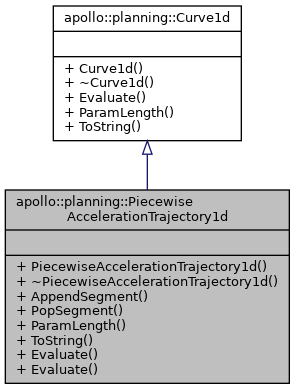 apollo::planning::Curve1d
+ Curve1d()
+ ~Curve1d()
+ Evaluate()
+ ParamLength()
+ ToString()
apollo::planning::Piecewise
AccelerationTrajectory1d
+ PiecewiseAccelerationTrajectory1d()
+ ~PiecewiseAccelerationTrajectory1d()
+ AppendSegment()
+ PopSegment()
+ ParamLength()
+ ToString()
+ Evaluate()
+ Evaluate()